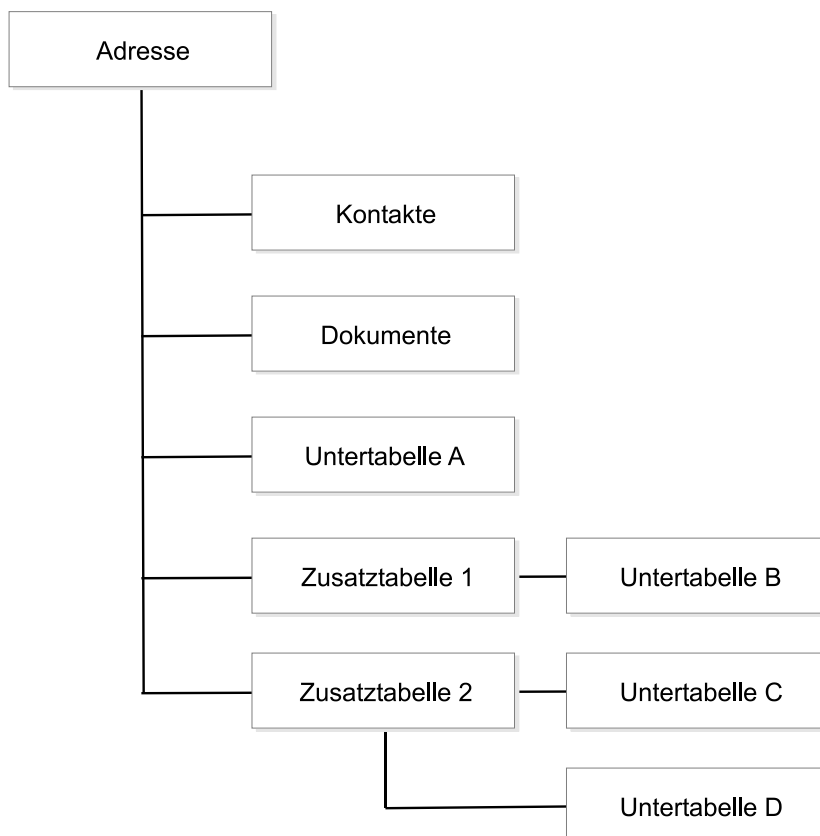 Adresse
Kontakte
Dokumente
Untertabelle A
Zusatztabelle 1
Untertabelle B
Zusatztabelle 2
Untertabelle C
Untertabelle D